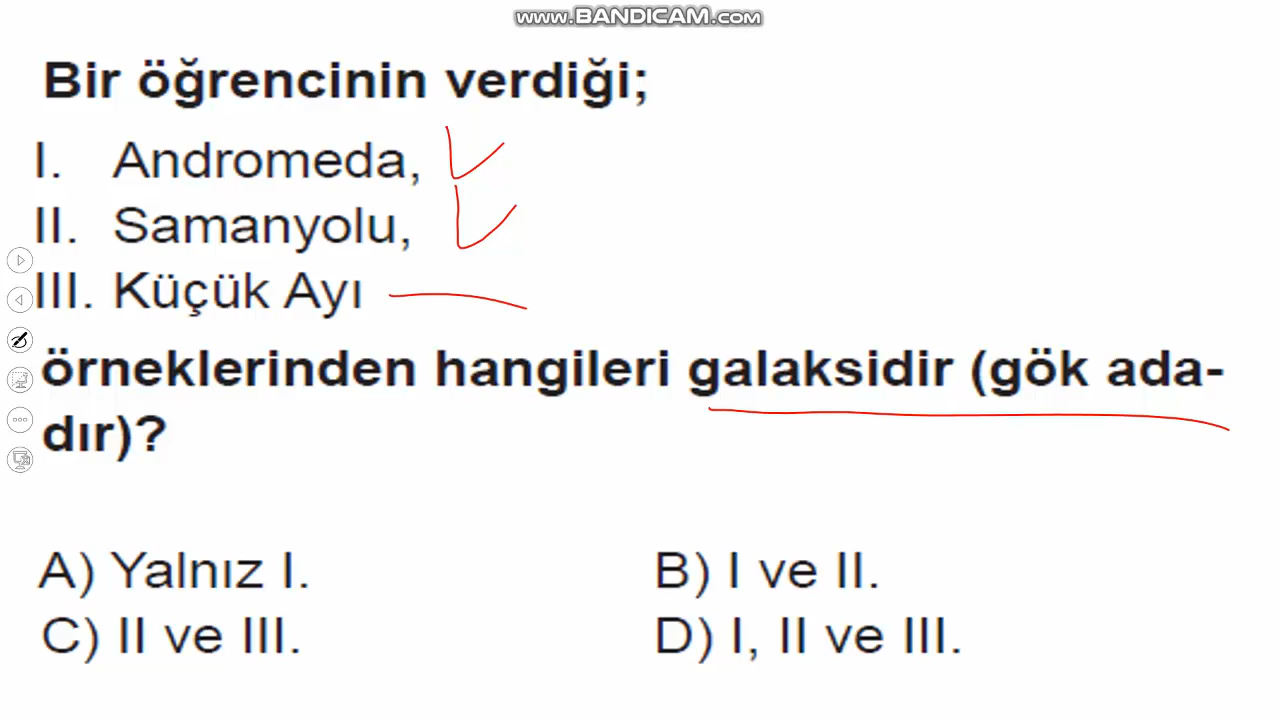 www.BANDICAM.com
Bir öğrencinin verdiği;
I. Andromeda,
II. Samanyolu,
III. Küçük Ayı
örneklerinden hangileri galaksidir (gök ada-
dır)?
A) Yalnız I. B) I ve II.
C) II ve III. D) I, II ve III.